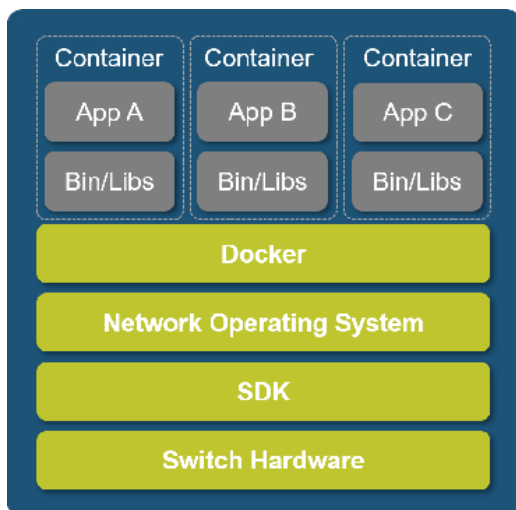 Container Container Container
App A App B App C
Bin/Libs Bin/Libs Bin/Libs
Docker
Network Operating System
SDK
Switch Hardware